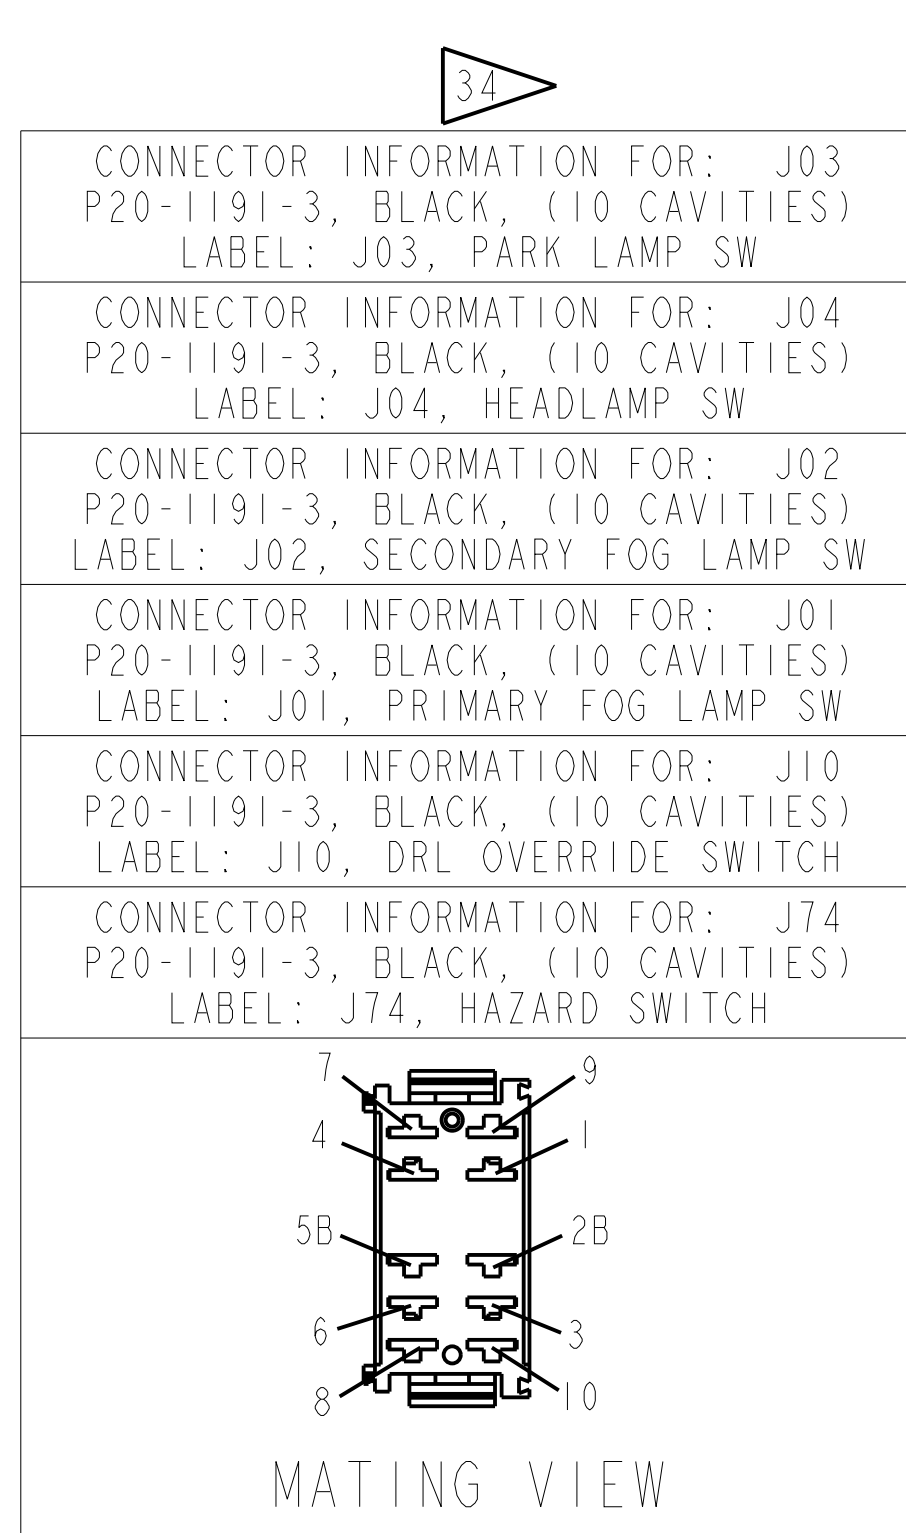 34
CONNECTOR INFORMATION FOR: J03
P20-1191-3, BLACK, (10 CAVITIES)
LABEL: J03, PARK LAMP SW
CONNECTOR INFORMATION FOR: J04
P20-1191-3, BLACK, (10 CAVITIES)
LABEL: J04, HEADLAMP SW
CONNECTOR INFORMATION FOR: J02
P20-1191-3, BLACK, (10 CAVITIES)
LABEL: J02, SECONDARY FOG LAMP SW
CONNECTOR INFORMATION FOR: J01
P20-1191-3, BLACK, (10 CAVITIES)
LABEL: J01, PRIMARY FOG LAMP SW
CONNECTOR INFORMATION FOR: J10
P20-1191-3, BLACK, (10 CAVITIES)
LABEL: J10, DRL OVERRIDE SWITCH
CONNECTOR INFORMATION FOR: J74
P20-1191-3, BLACK, (10 CAVITIES)
LABEL: J74, HAZARD SWITCH
7 9
4 1
5B 2B
6 3
8 10
MATING VIEW